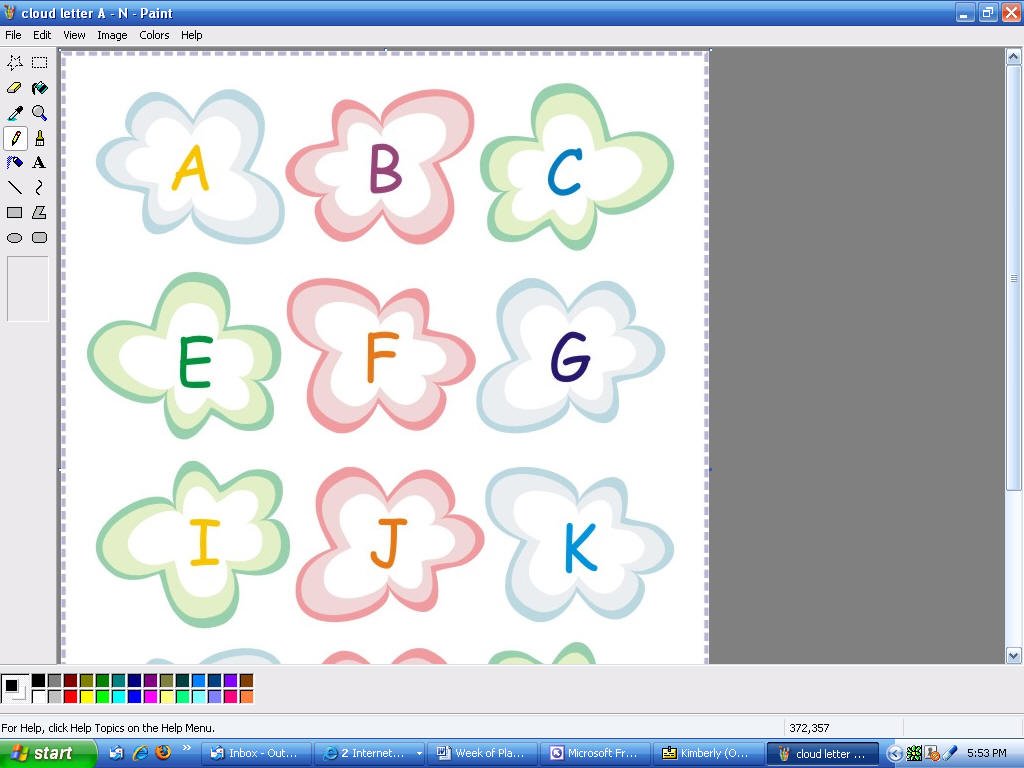 cloud letter A - N - Paint
File Edit View Image Colors Help
A
A B C
E F G
I J K
For Help, click Help Topics on the Help Menu.
372,357
start Inbox - Out... 2 Internet... Week of Pla... Microsoft Fr... Kimberly (O... cloud letter ... 5:53 PM